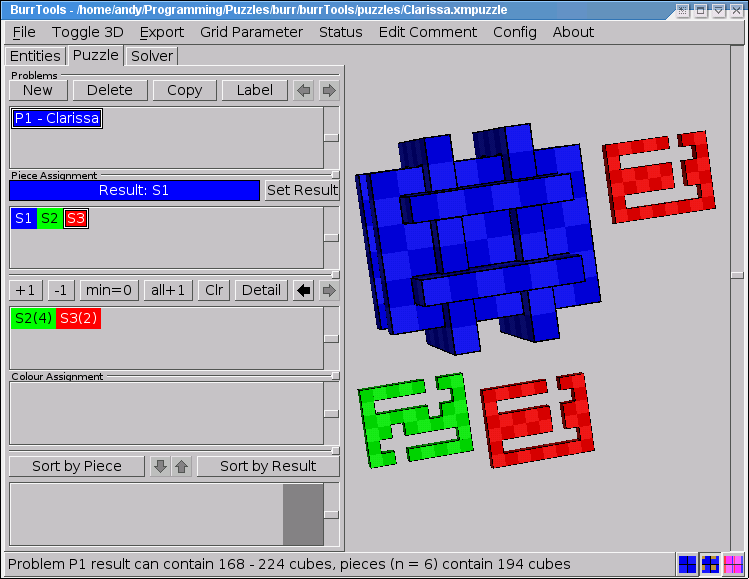 BurrTools - /home/andy/Programming/Puzzles/burr/burrTools/puzzles/Clarissa.xmpuzzle
File Toggle 3D Export Grid Parameter Status Edit Comment Config About
Entities Puzzle Solver
Problems
New Delete Copy Label
P1 - Clarissa
Piece Assignment
Result: S1 Set Result
S1 S2 S3
+1 -1 min=0 all+1 Clr Detail
S2(4) S3(2)
Colour Assignment
Sort by Piece Sort by Result
Problem P1 result can contain 168 - 224 cubes, pieces (n = 6) contain 194 cubes